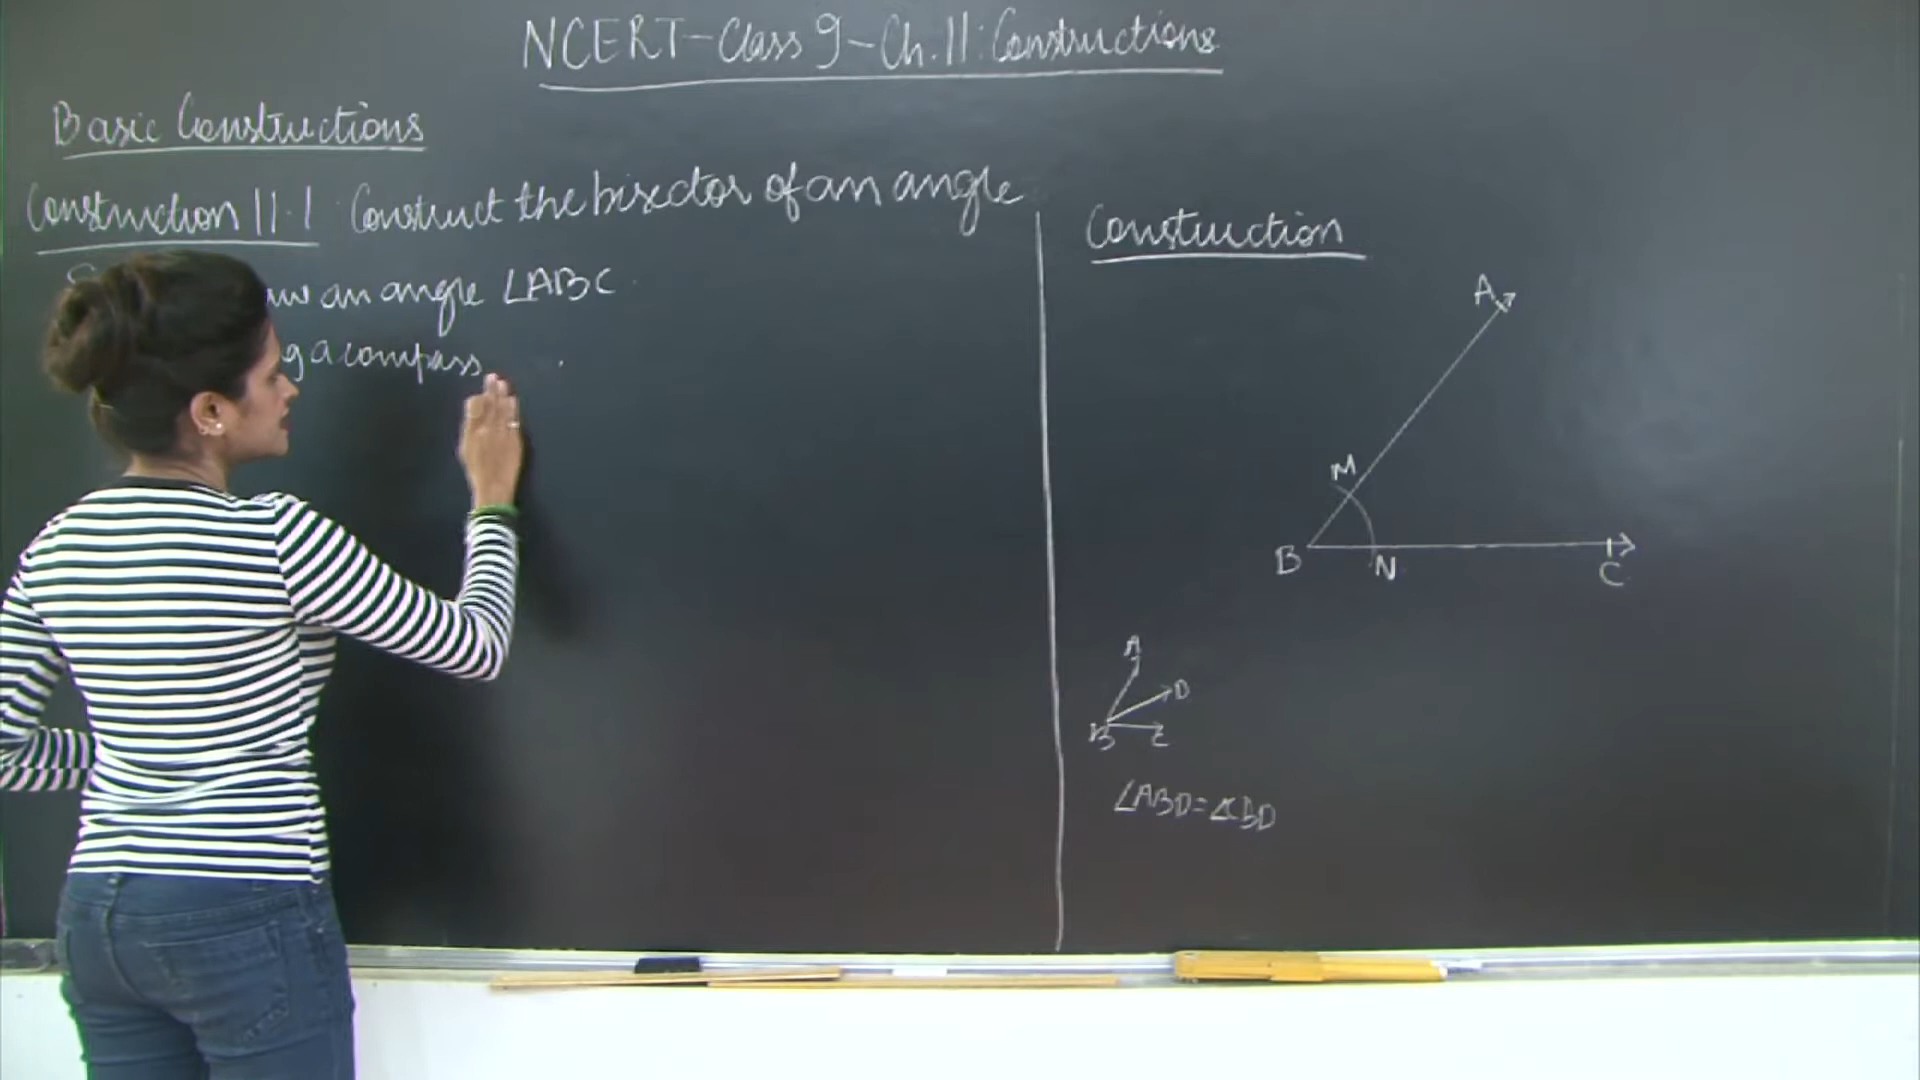 NCERT-Class 9-Ch.11: Constructions
Basic Constructions
Construction 11.1 Construct the bisector of an angle
an angle ∠ABC
a compass
Construction
A
M
B
N
C
A
D
B
C
∠ABD=∠CBD